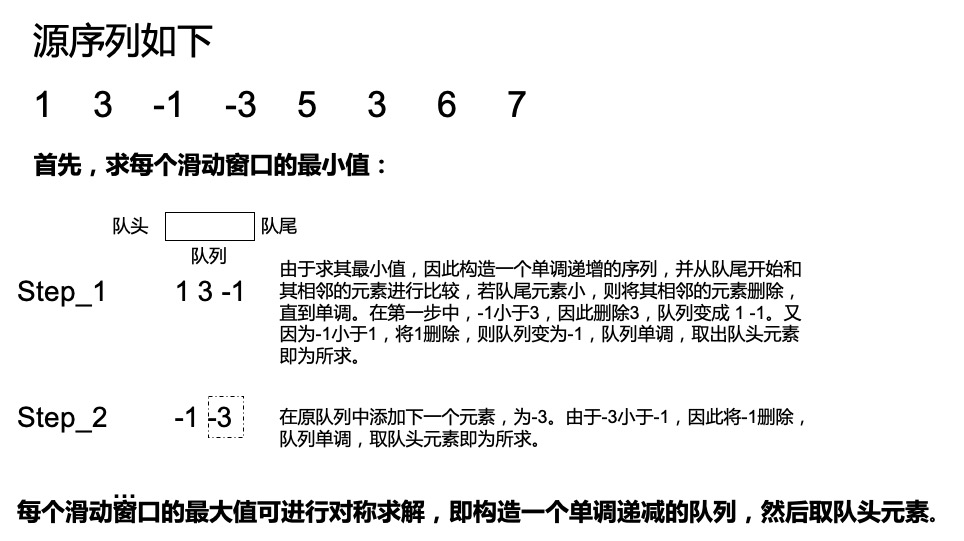 源序列如下
1 3 -1 -3 5 3 6 7
首先，求每个滑动窗口的最小值：
队头 队尾
队列
Step_1 1 3 -1
由于求其最小值，因此构造一个单调递增的序列，并从队尾开始和
其相邻的元素进行比较，若队尾元素小，则将其相邻的元素删除，
直到单调。在第一步中，-1小于3，因此删除3，队列变成 1 -1。又
因为-1小于1，将1删除，则队列变为-1，队列单调，取出队头元素
即为所求。
Step_2 -1 -3
在原队列中添加下一个元素，为-3。由于-3小于-1，因此将-1删除，
队列单调，取队头元素即为所求。
...
每个滑动窗口的最大值可进行对称求解，即构造一个单调递减的队列，然后取队头元素。